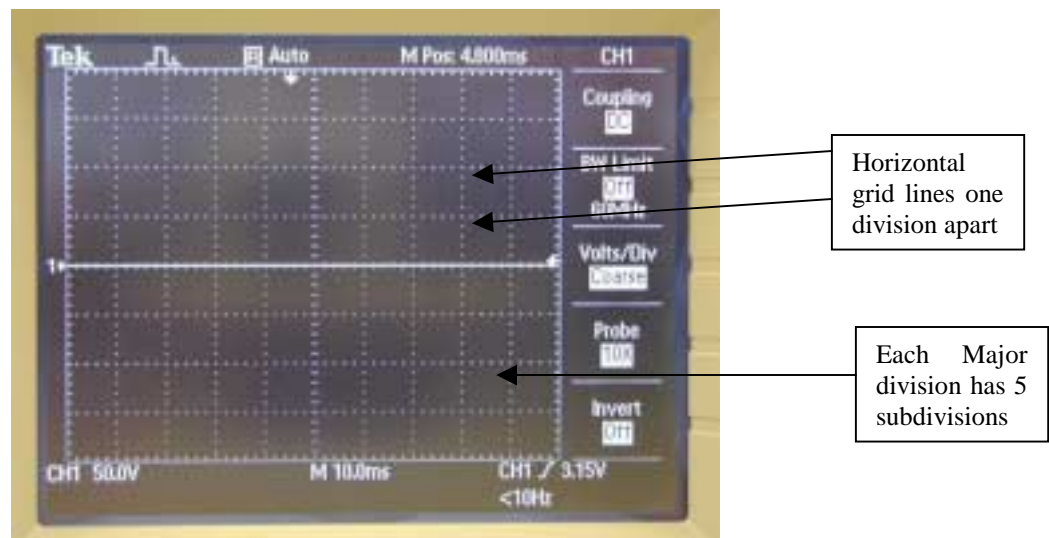 Tek Auto M Pos: 4.800ms CH1
Coupling
DC
BW Limit
Off
60MHz
Volts/Div
Coarse
Probe
10X
Invert
Off
1
CH1 50.0V M 10.0ms CH1 3.15V
<10Hz
Horizontal
grid lines one
division apart
Each Major
division has 5
subdivisions